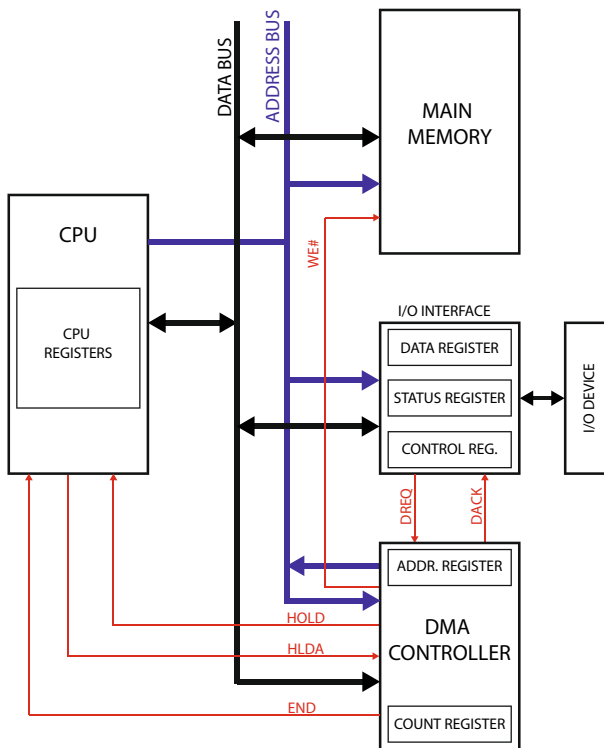 DATA BUS
ADDRESS BUS
MAIN
MEMORY
CPU
CPU
REGISTERS
WE#
I/O INTERFACE
DATA REGISTER
STATUS REGISTER
CONTROL REG.
I/O DEVICE
DREQ
DACK
ADDR. REGISTER
HOLD
DMA
CONTROLLER
HLDA
END
COUNT REGISTER